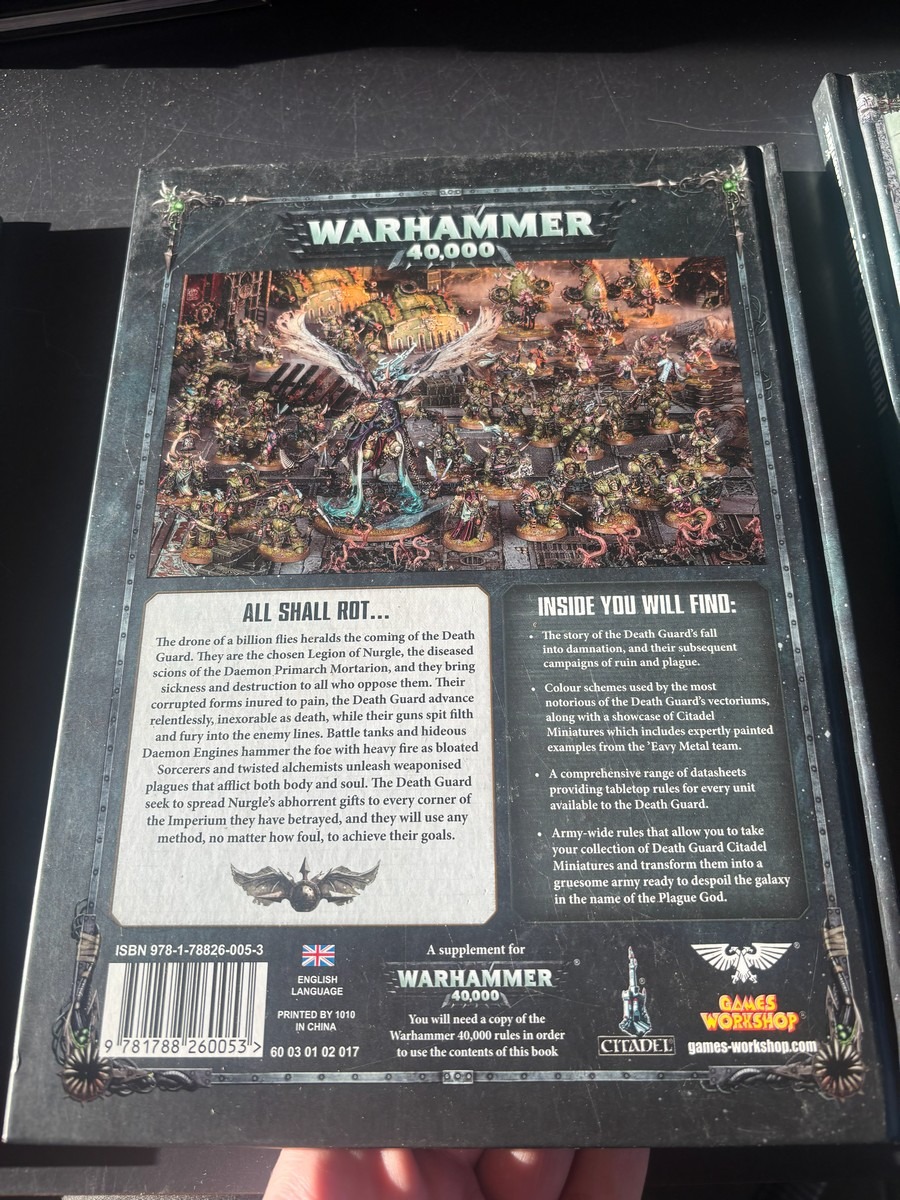 WARHAMMER
40,000
ALL SHALL ROT...
The drone of a billion flies heralds the coming of the Death
Guard. They are the chosen Legion of Nurgle, the diseased
scions of the Daemon Primarch Mortarion, and they bring
sickness and destruction to all who oppose them. Their
corrupted forms inured to pain, the Death Guard advance
relentlessly, inexorable as death, while their guns spit filth
and fury into the enemy lines. Battle tanks and hideous
Daemon Engines hammer the foe with heavy fire as bloated
Sorcerers and twisted alchemists unleash weaponised
plagues that afflict both body and soul. The Death Guard
seek to spread Nurgle's abhorrent gifts to every corner of
the Imperium they have betrayed, and they will use any
method, no matter how foul, to achieve their goals.
INSIDE YOU WILL FIND:
• The story of the Death Guard's fall
into damnation, and their subsequent
campaigns of ruin and plague.
• Colour schemes used by the most
notorious of the Death Guard's vectoriums,
along with a showcase of Citadel
Miniatures which includes expertly painted
examples from the 'Eavy Metal team.
• A comprehensive range of datasheets
providing tabletop rules for every unit
available to the Death Guard.
• Army-wide rules that allow you to take
your collection of Death Guard Citadel
Miniatures and transform them into a
gruesome army ready to despoil the galaxy
in the name of the Plague God.
ISBN 978-1-78826-005-3
9 781788 260053 >
ENGLISH
LANGUAGE
PRINTED BY 1010
IN CHINA
60 03 01 02 017
A supplement for
WARHAMMER®
40,000
You will need a copy of the
Warhammer 40,000 rules in order
to use the contents of this book
CITADEL®
GAMES
WORKSHOP®
games-workshop.com